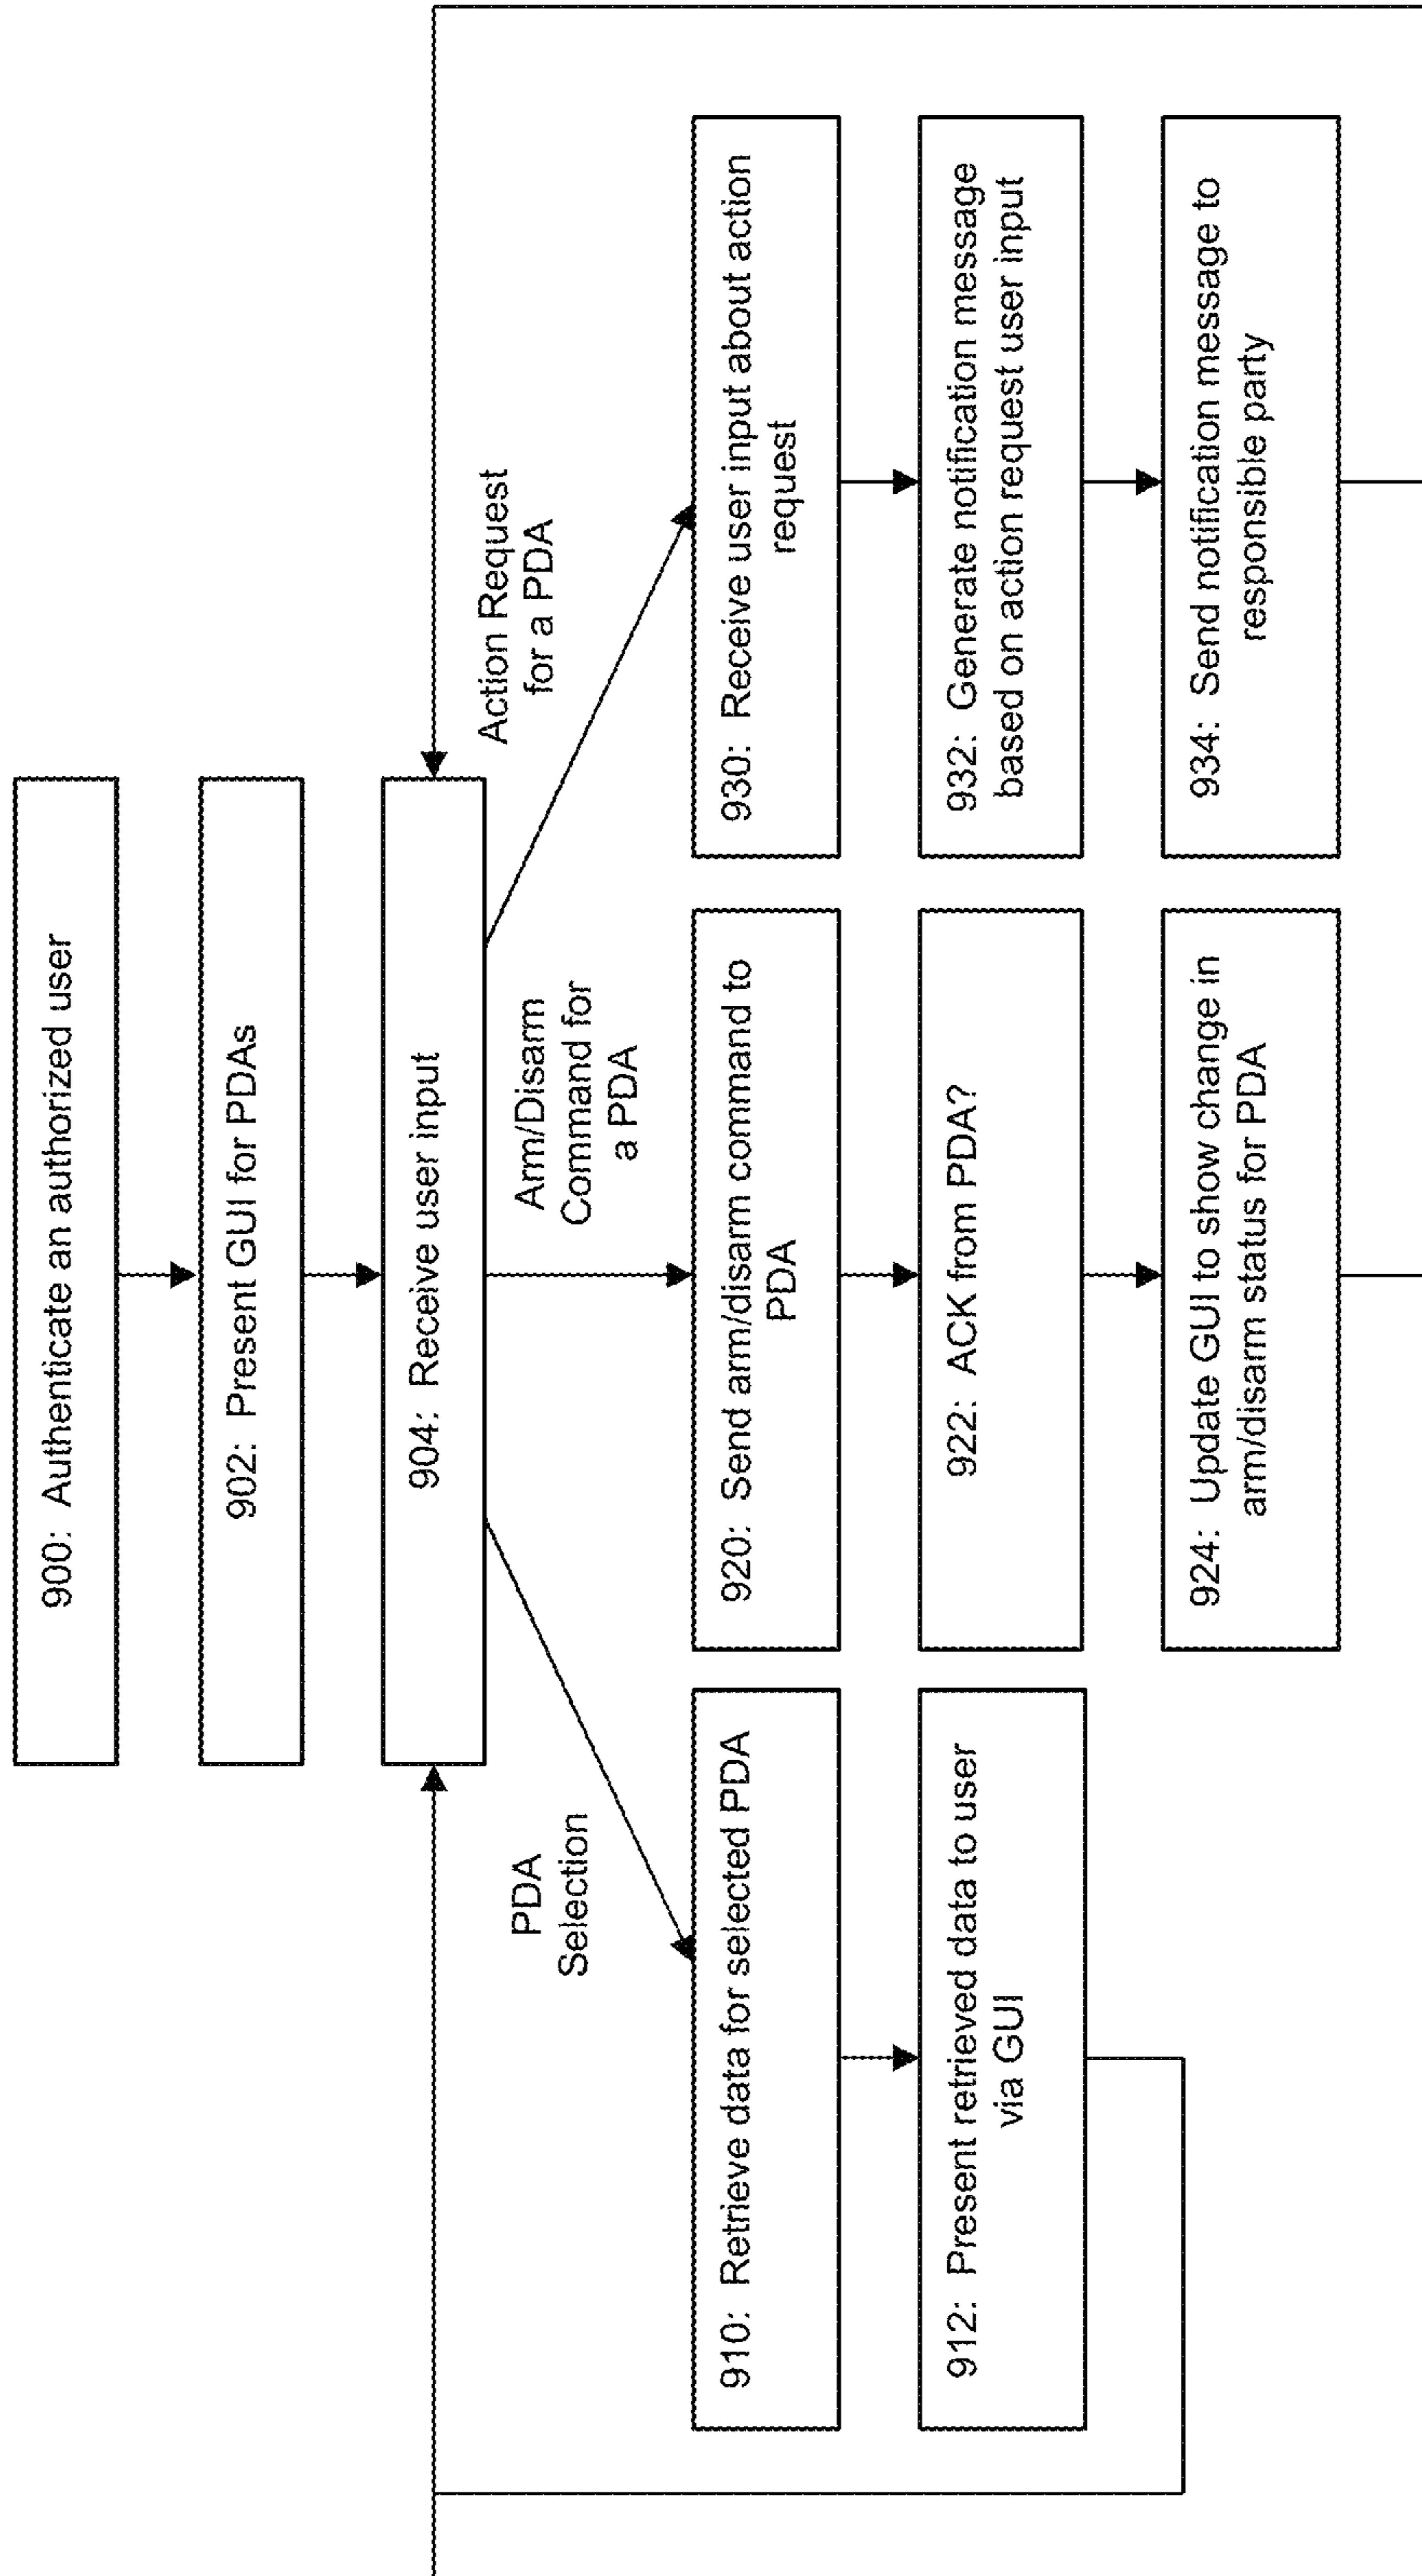 900: Authenticate an authorized user
902: Present GUI for PDAs
904: Receive user input
PDA
Selection
Arm/Disarm
Command for
a PDA
Action Request
for a PDA
910: Retrieve data for selected PDA
912: Present retrieved data to user
via GUI
920: Send arm/disarm command to
PDA
922: ACK from PDA?
924: Update GUI to show change in
arm/disarm status for PDA
930: Receive user input about action
request
932: Generate notification message
based on action request user input
934: Send notification message to
responsible party